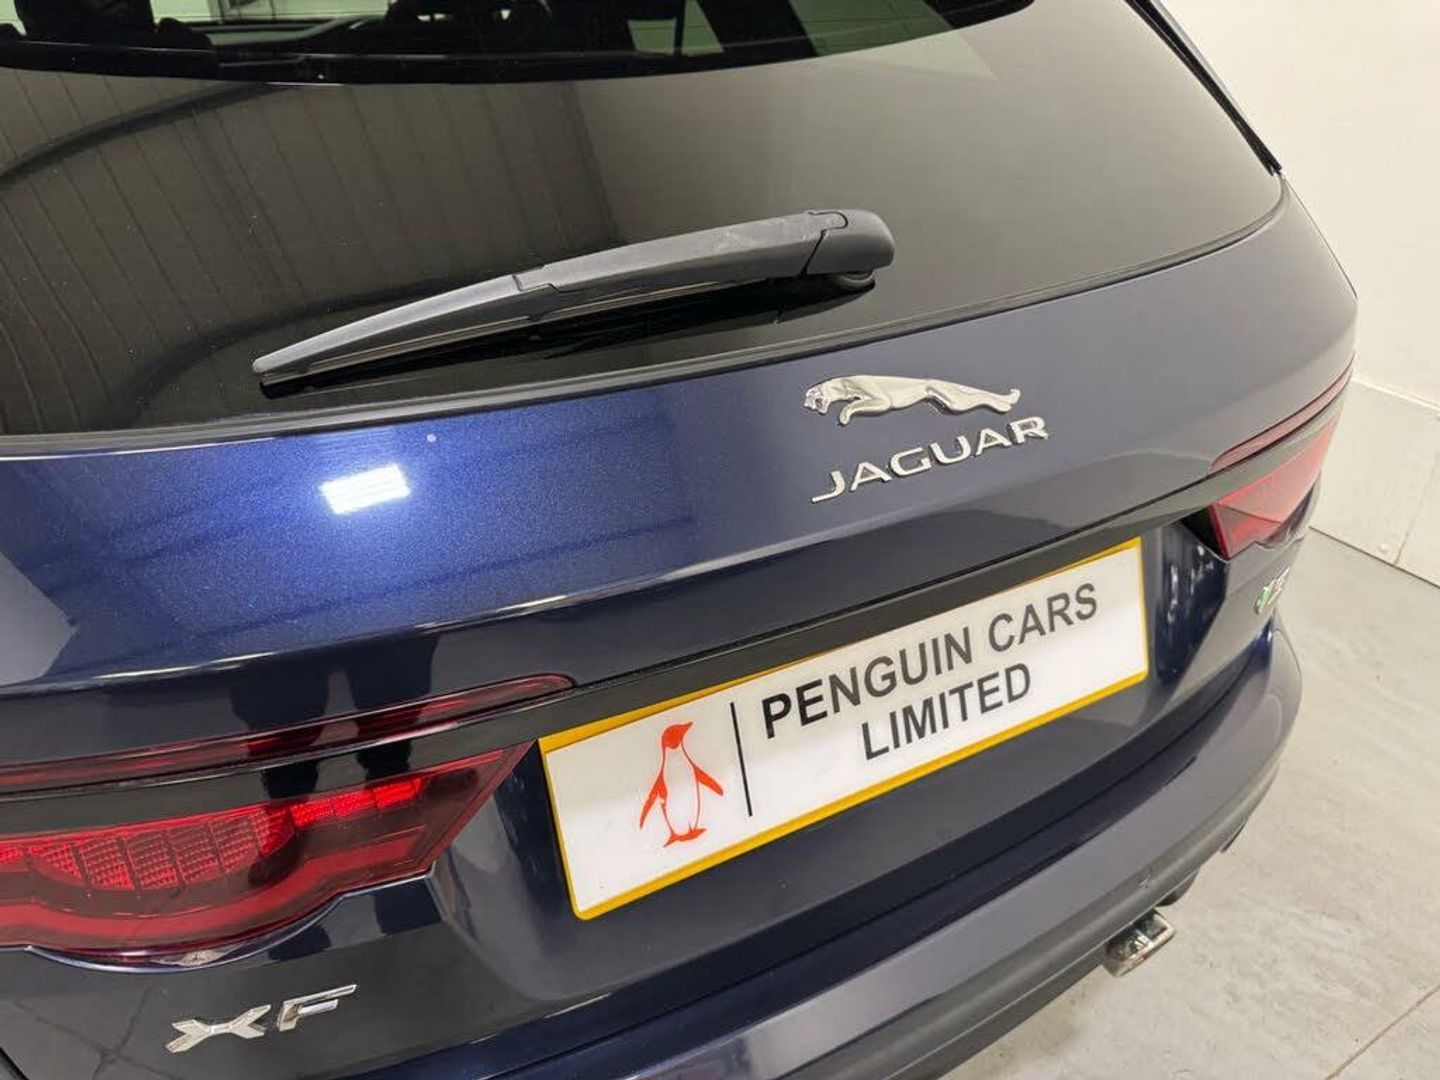 JAGUAR
PENGUIN CARS
LIMITED
XF